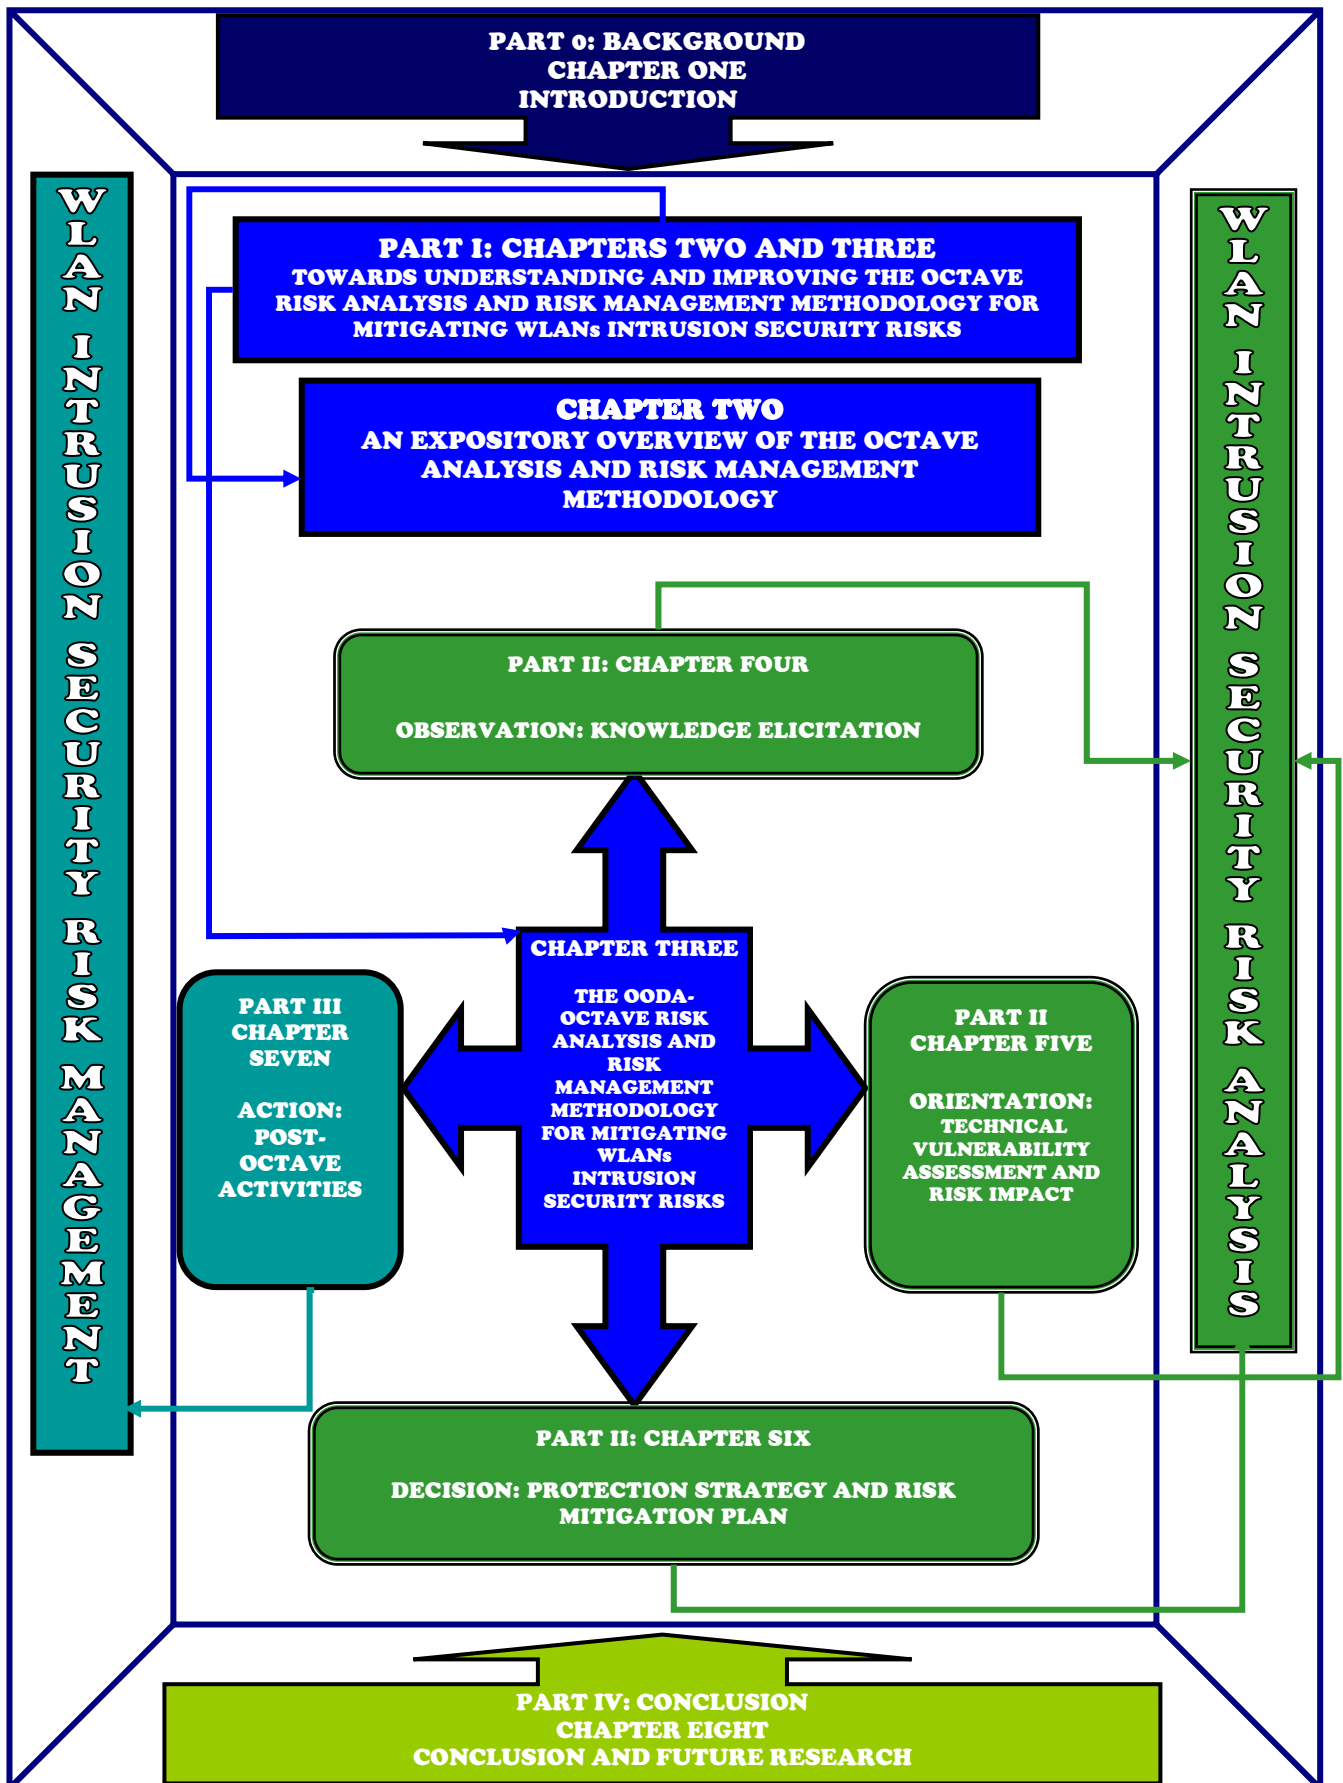 PART 0: BACKGROUND
CHAPTER ONE
INTRODUCTION
WLAN INTRUSION SECURITY RISK MANAGEMENT
PART I: CHAPTERS TWO AND THREE
TOWARDS UNDERSTANDING AND IMPROVING THE OCTAVE
RISK ANALYSIS AND RISK MANAGEMENT METHODOLOGY FOR
MITIGATING WLANs INTRUSION SECURITY RISKS
CHAPTER TWO
AN EXPOSITORY OVERVIEW OF THE OCTAVE
ANALYSIS AND RISK MANAGEMENT
METHODOLOGY
PART II: CHAPTER FOUR
OBSERVATION: KNOWLEDGE ELICITATION
CHAPTER THREE
THE OODA-
OCTAVE RISK
ANALYSIS AND
RISK
MANAGEMENT
METHODOLOGY
FOR MITIGATING
WLANs
INTRUSION
SECURITY RISKS
PART III
CHAPTER
SEVEN
ACTION:
POST-
OCTAVE
ACTIVITIES
PART II
CHAPTER FIVE
ORIENTATION:
TECHNICAL
VULNERABILITY
ASSESSMENT AND
RISK IMPACT
PART II: CHAPTER SIX
DECISION: PROTECTION STRATEGY AND RISK
MITIGATION PLAN
WLAN INTRUSION SECURITY RISK ANALYSIS
PART IV: CONCLUSION
CHAPTER EIGHT
CONCLUSION AND FUTURE RESEARCH